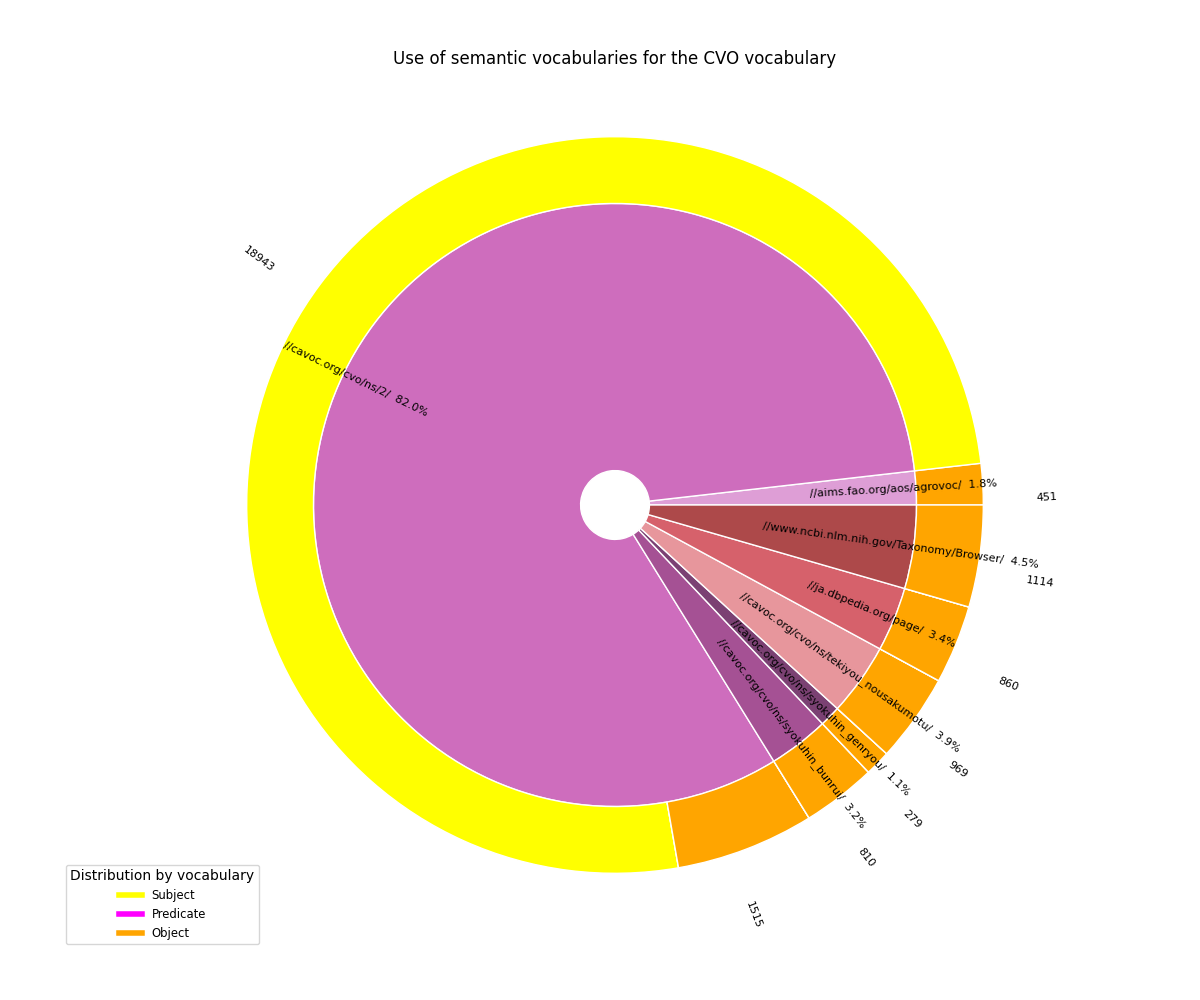 Use of semantic vocabularies for the CVO vocabulary
18943
//cavoc.org/cvo/ns/2/  82.0%
//aims.fao.org/aos/agrovoc/  1.8%
451
//www.ncbi.nlm.nih.gov/Taxonomy/Browser/  4.5%
1114
//ja.dbpedia.org/page/  3.4%
860
//cavoc.org/cvo/ns/tekiyou_nousakumotu/  3.9%
969
//cavoc.org/cvo/ns/syokuhin_genryou/  1.1%
279
//cavoc.org/cvo/ns/syokuhin_bunrui/  3.2%
810
1515
Distribution by vocabulary
Subject
Predicate
Object